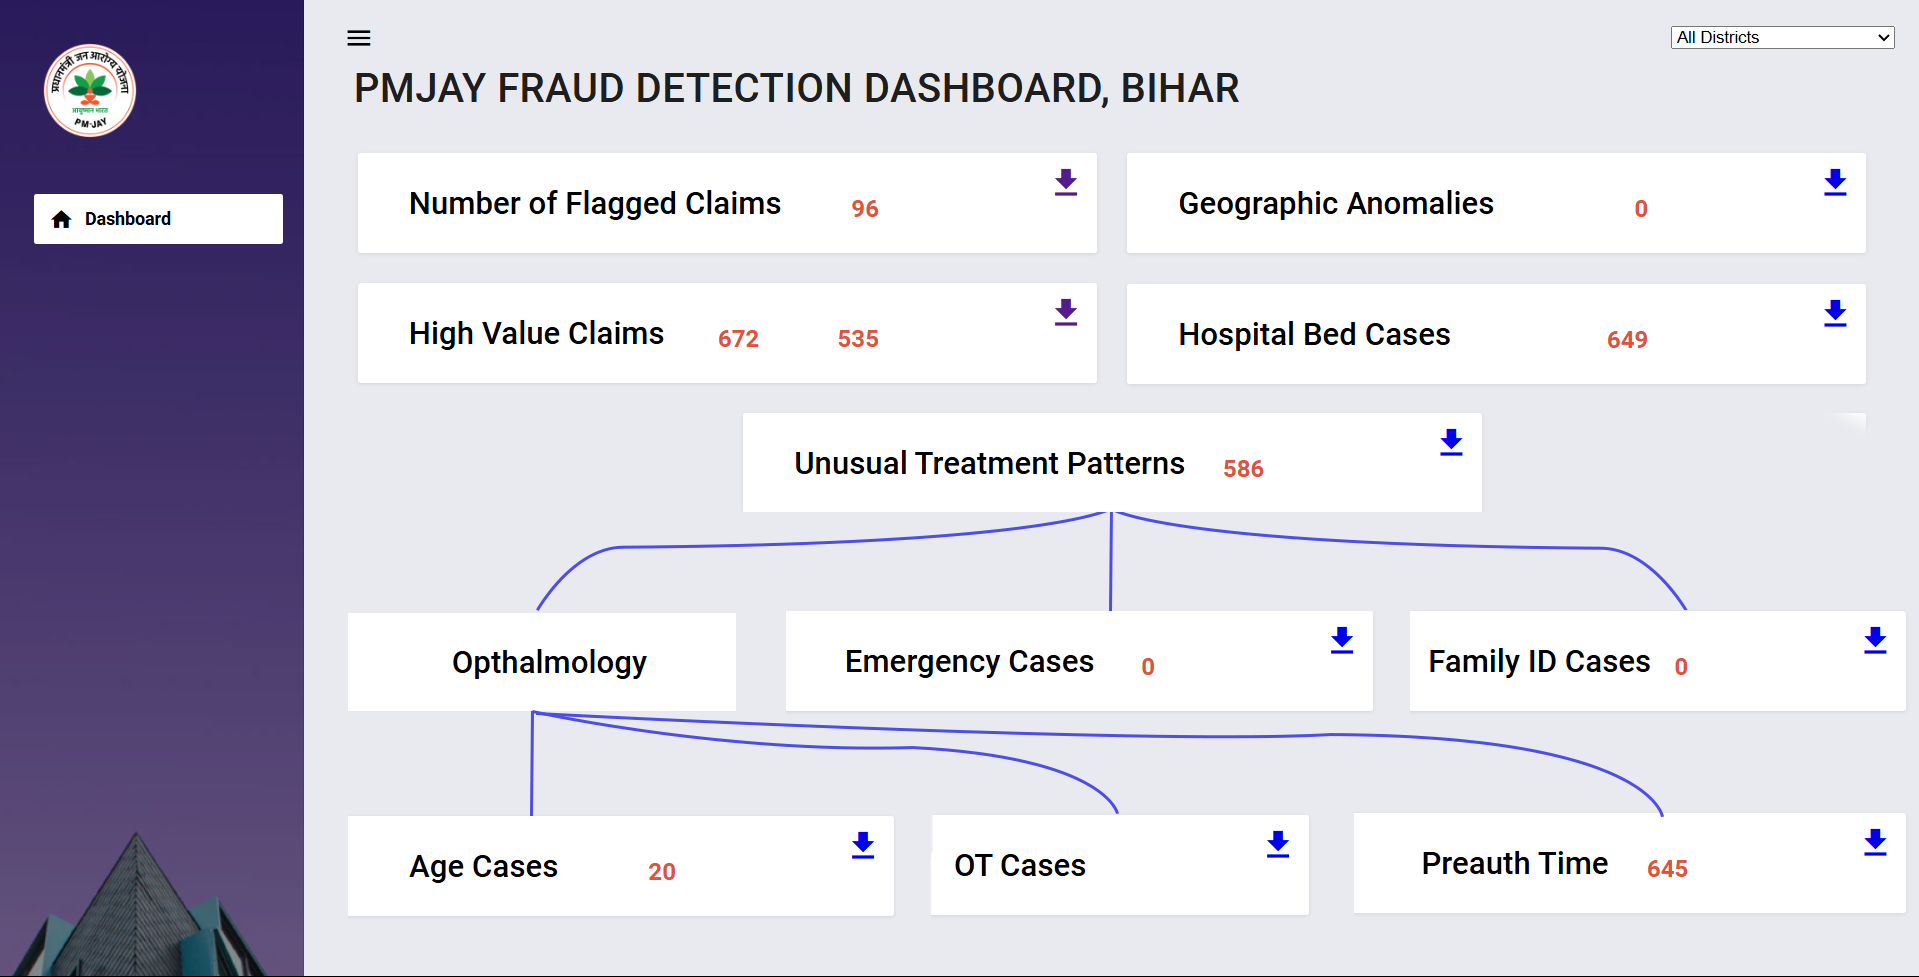 प्रधानमंत्री जन आरोग्य योजना
आयुष्मान भारत
PM-JAY
Dashboard
All Districts
PMJAY FRAUD DETECTION DASHBOARD, BIHAR
Number of Flagged Claims 96
Geographic Anomalies 0
High Value Claims 672 535
Hospital Bed Cases 649
Unusual Treatment Patterns 586
Opthalmology
Emergency Cases 0
Family ID Cases 0
Age Cases 20
OT Cases
Preauth Time 645